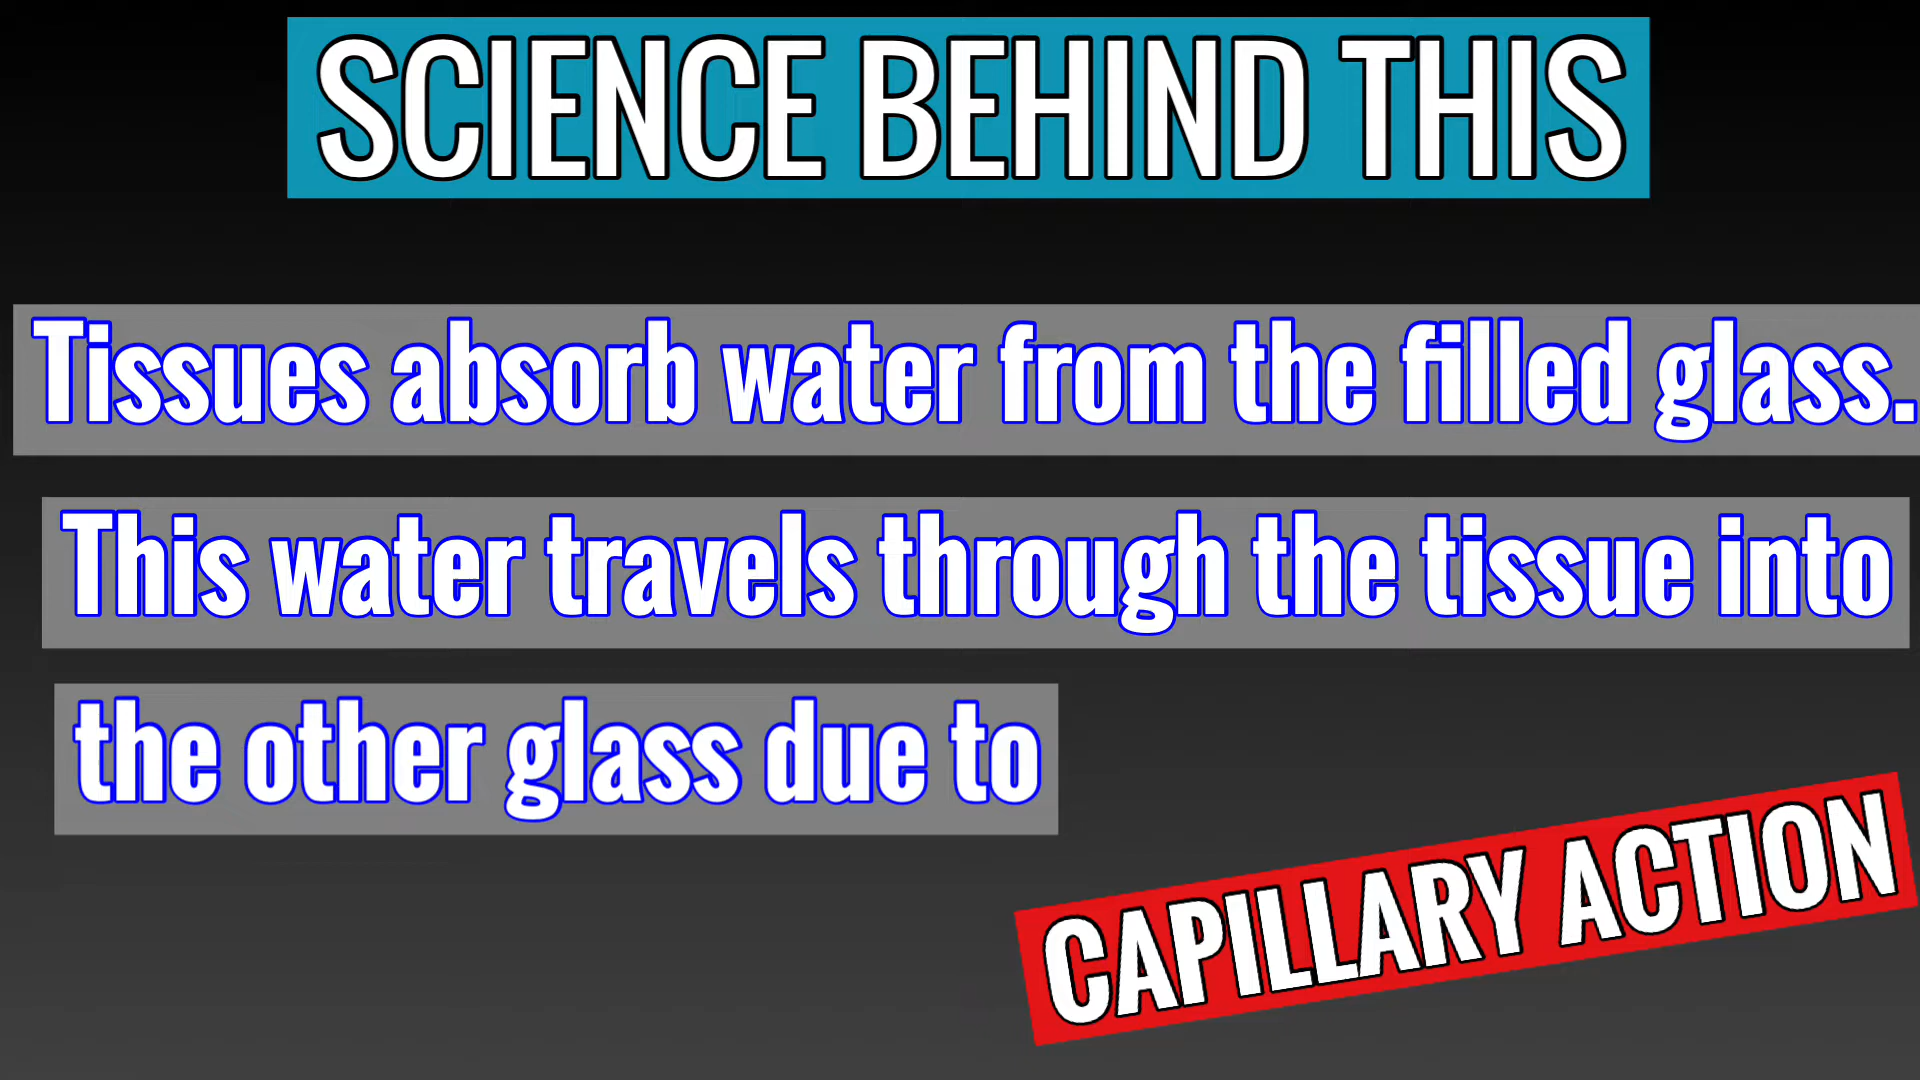 SCIENCE BEHIND THIS
Tissues absorb water from the filled glass.
This water travels through the tissue into
the other glass due to
CAPILLARY ACTION